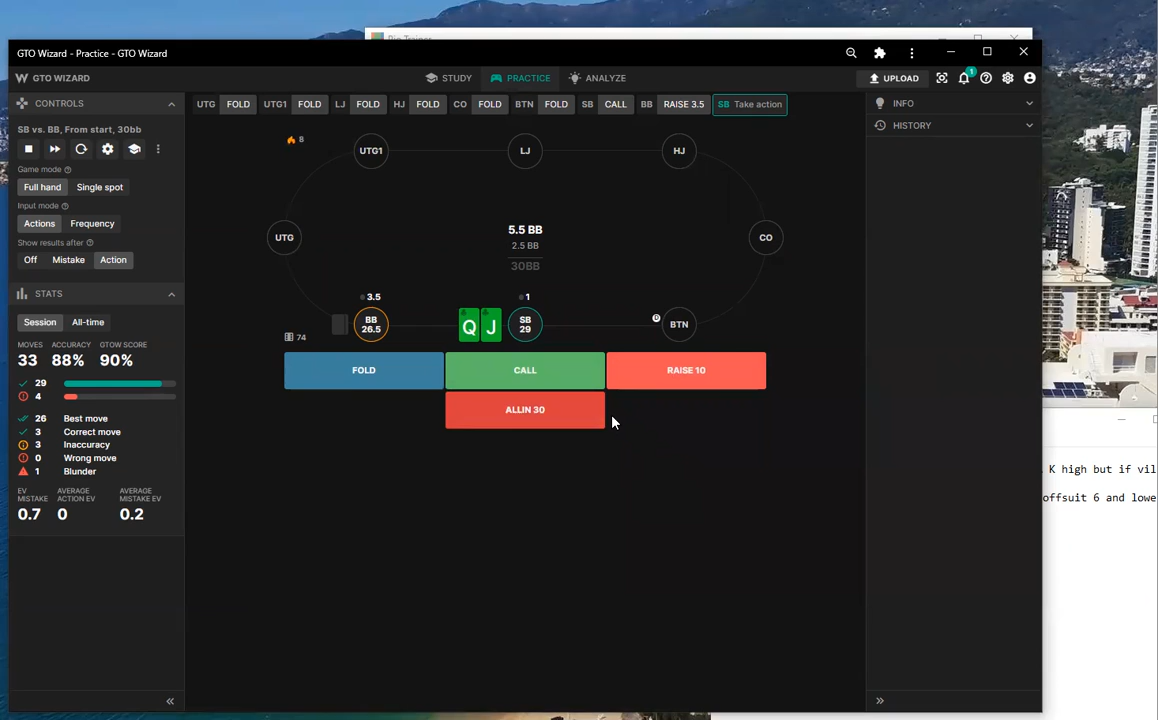 GTO Wizard - Practice - GTO Wizard
GTO WIZARD
STUDY
PRACTICE
ANALYZE
UPLOAD
1
CONTROLS
UTG FOLD UTG1 FOLD LJ FOLD HJ FOLD CO FOLD BTN FOLD SB CALL BB RAISE 3.5 SB Take action
INFO
HISTORY
SB vs. BB, From start, 30bb
Game mode
Full hand Single spot
Input mode
Actions Frequency
Show results after
Off Mistake Action
STATS
Session All-time
MOVES ACCURACY GTOW SCORE
33 88% 90%
29
4
26 Best move
3 Correct move
3 Inaccuracy
0 Wrong move
1 Blunder
EV MISTAKE AVERAGE ACTION EV AVERAGE MISTAKE EV
0.7 0 0.2
8
UTG1
LJ
HJ
UTG
CO
5.5 BB
2.5 BB
30BB
3.5
1
BB
26.5
Q J
SB
29
D
BTN
74
FOLD
CALL
RAISE 10
ALLIN 30
K high but if vil
offsuit 6 and lowe